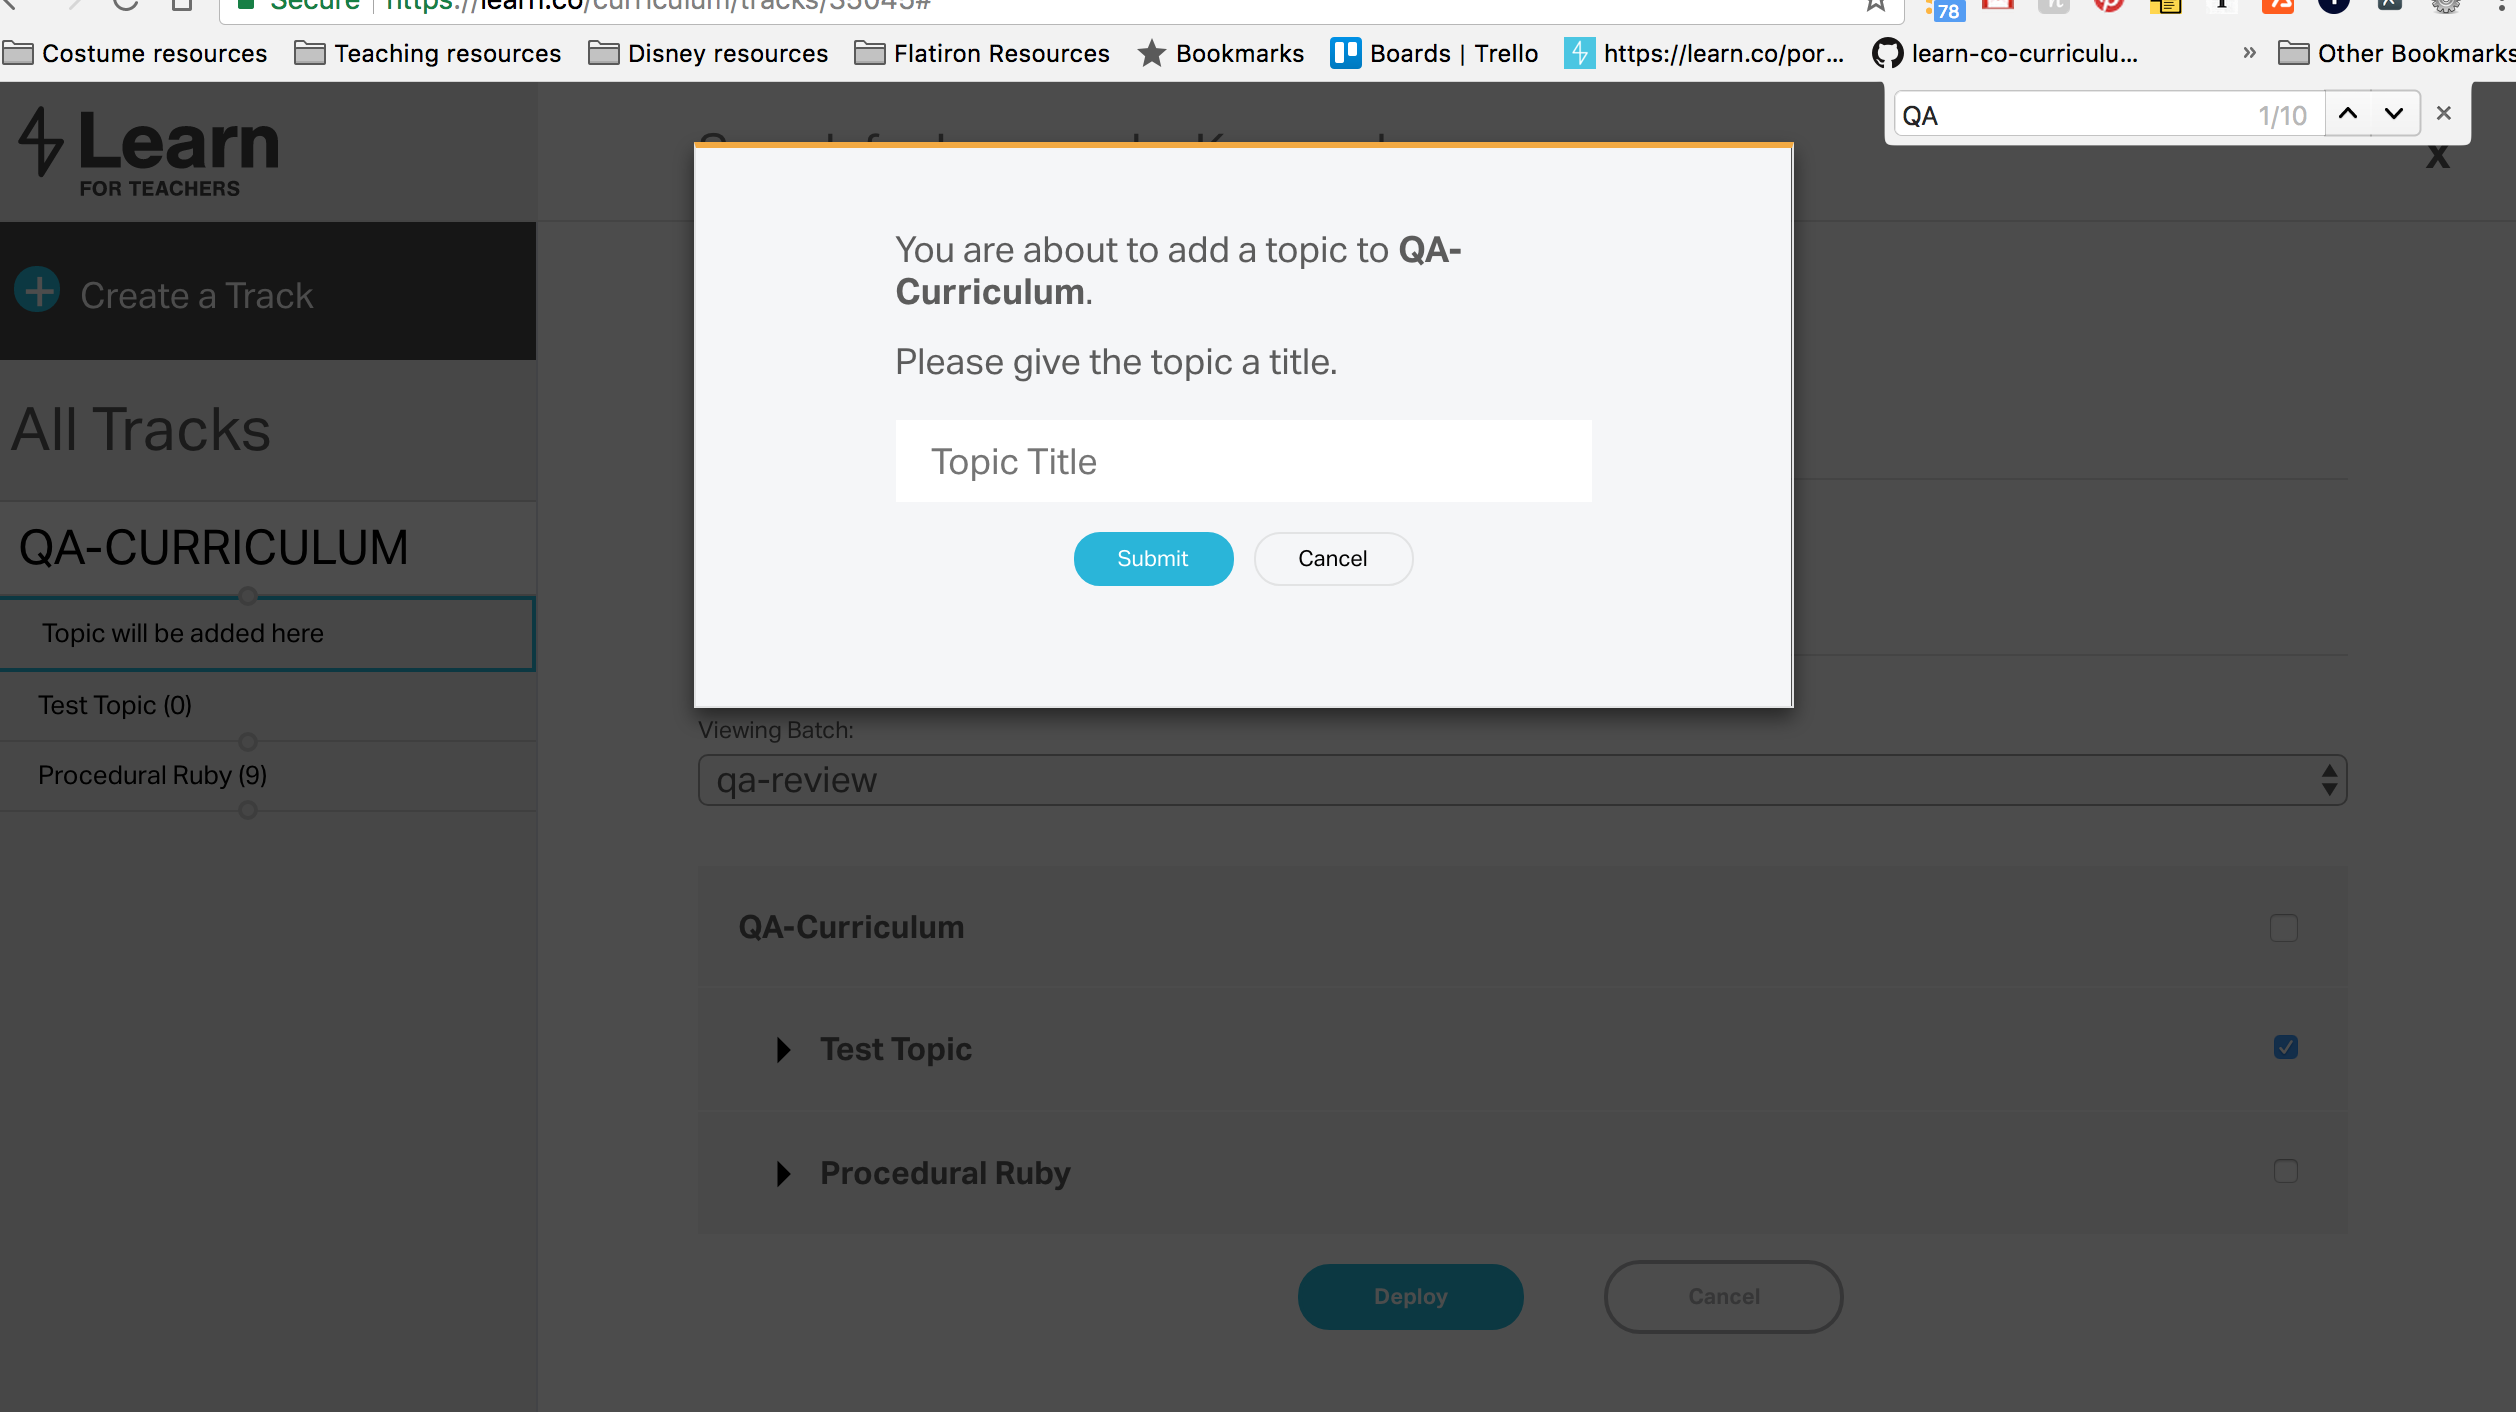 Secure https://learn.co/curriculum/tracks/35045#
78
Costume resources Teaching resources Disney resources Flatiron Resources Bookmarks Boards | Trello https://learn.co/por... learn-co-curriculu... » Other Bookmarks
QA 1/10
Learn
FOR TEACHERS
x
Create a Track
All Tracks
QA-CURRICULUM
Topic will be added here
Test Topic (0)
Procedural Ruby (9)
You are about to add a topic to QA-
Curriculum.
Please give the topic a title.
Topic Title
Submit Cancel
Viewing Batch:
qa-review
QA-Curriculum
Test Topic
Procedural Ruby
Deploy Cancel